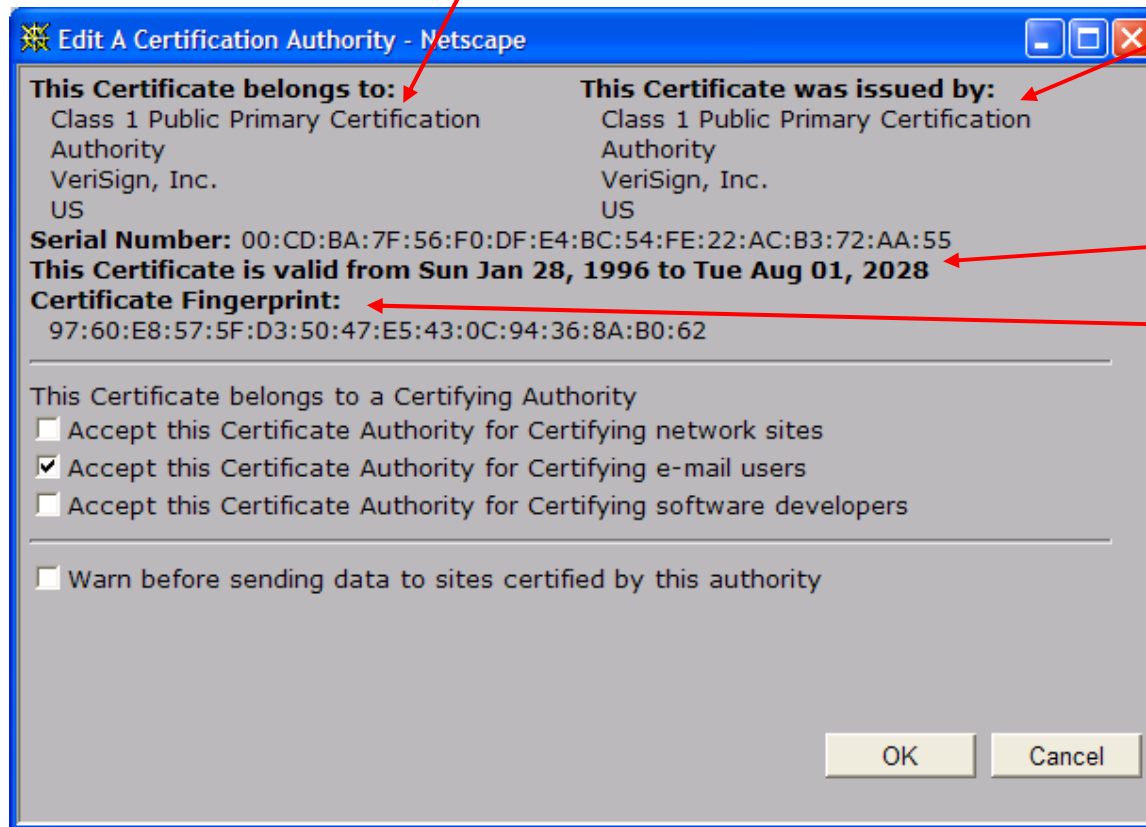 Edit A Certification Authority - Netscape
This Certificate belongs to:
Class 1 Public Primary Certification
Authority
VeriSign, Inc.
US
This Certificate was issued by:
Class 1 Public Primary Certification
Authority
VeriSign, Inc.
US
Serial Number: 00:CD:BA:7F:56:F0:DF:E4:BC:54:FE:22:AC:B3:72:AA:55
This Certificate is valid from Sun Jan 28, 1996 to Tue Aug 01, 2028
Certificate Fingerprint:
97:60:E8:57:5F:D3:50:47:E5:43:0C:94:36:8A:B0:62
This Certificate belongs to a Certifying Authority
Accept this Certificate Authority for Certifying network sites
Accept this Certificate Authority for Certifying e-mail users
Accept this Certificate Authority for Certifying software developers
Warn before sending data to sites certified by this authority
OK
Cancel